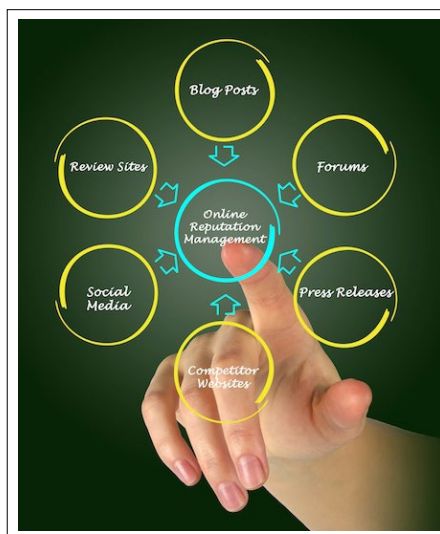 Blog Posts
Review Sites
Forums
Online
Reputation
Management
Social
Media
Press Releases
Competitor
Websites